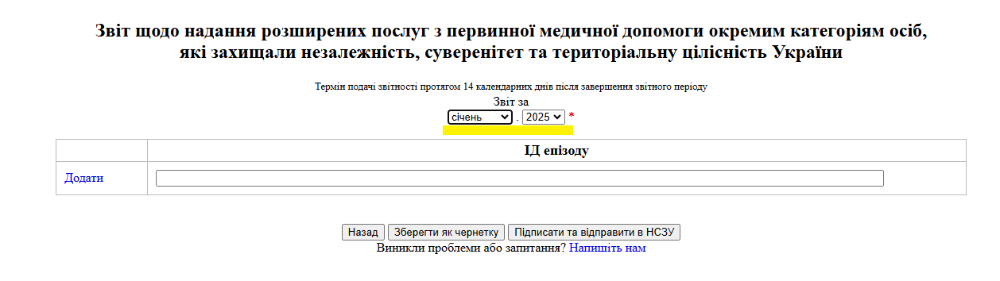 Звіт щодо надання розширених послуг з первинної медичної допомоги окремим категоріям осіб,
які захищали незалежність, суверенітет та територіальну цілісність України
Термін подачі звітності протягом 14 календарних днів після завершення звітного періоду
Звіт за
січень . 2025 *
ІД епізоду
Додати
Назад Зберегти як чернетку Підписати та відправити в НСЗУ
Виникли проблеми або запитання? Напишіть нам